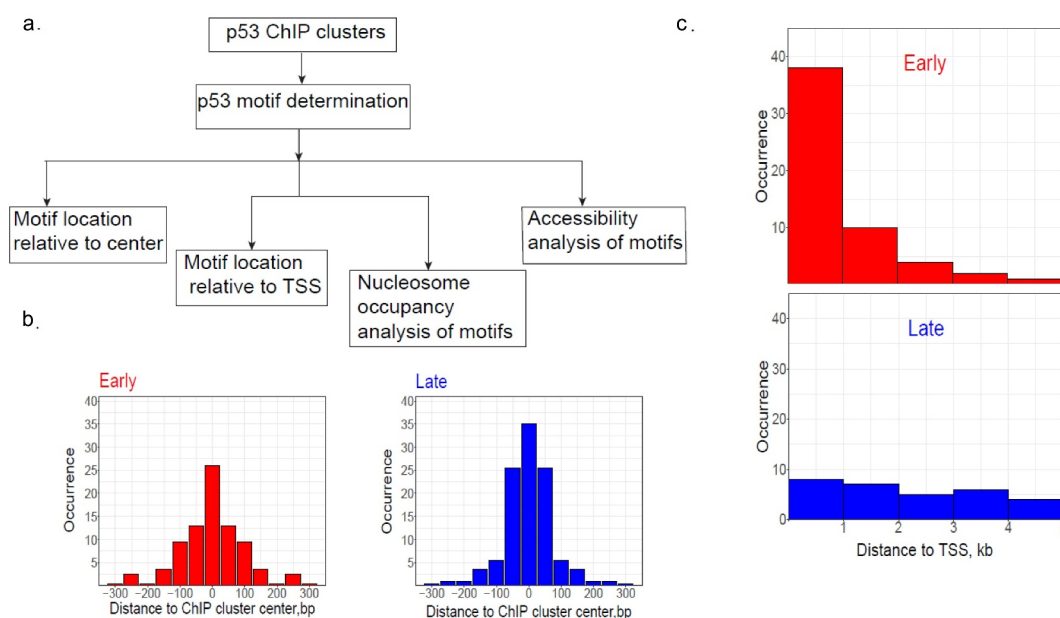 a.
p53 ChIP clusters
p53 motif determination
Motif location
relative to center
Motif location
relative to TSS
Nucleosome
occupancy
analysis of motifs
Accessibility
analysis of motifs
b.
Early
Occurrence
40
35
30
25
20
15
10
5
−300 −200 −100 0 100 200 300
Distance to ChIP cluster center,bp
Late
Occurrence
40
35
30
25
20
15
10
5
−300 −200 −100 0 100 200 300
Distance to ChIP cluster center,bp
c.
Early
Occurrence
40
30
20
10
Late
Occurrence
40
30
20
10
0
1 2 3 4
Distance to TSS, kb